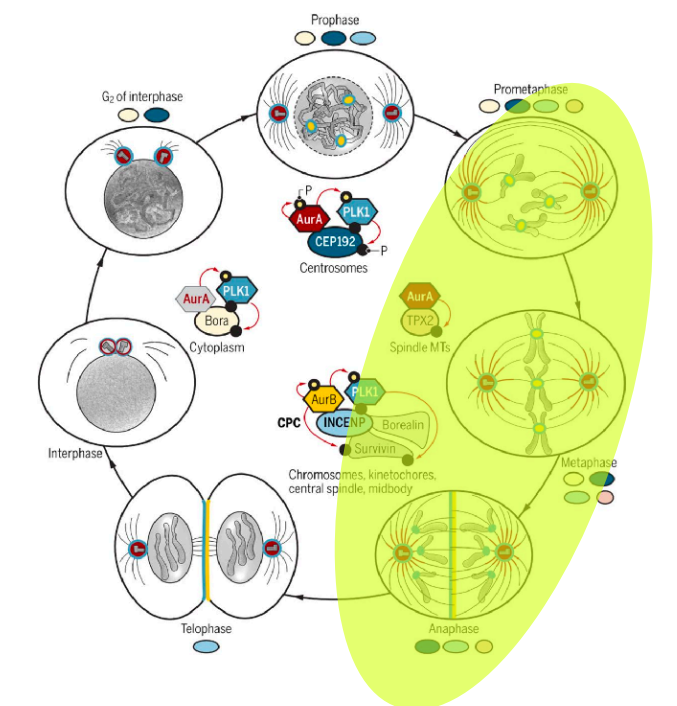 Prophase
G₂ of interphase
Prometaphase
P
AurA
PLK1
CEP192
P
Centrosomes
AurA
PLK1
Bora
Cytoplasm
AurA
TPX2
Spindle MTs
AurB
PLK1
CPC
INCENP
Borealin
Survivin
Chromosomes, kinetochores,
central spindle, midbody
Interphase
Metaphase
Telophase
Anaphase